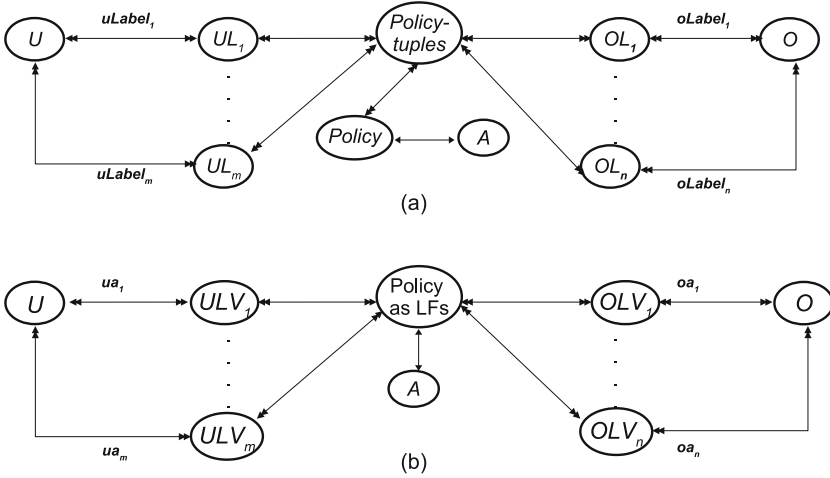 uLabel₁
oLabel₁
U
UL₁
Policy-
tuples
OL₁
O
Policy
A
ULₘ
OLₙ
uLabelₘ
oLabelₙ
(a)
ua₁
oa₁
U
ULV₁
Policy
as LFs
OLV₁
O
A
ULVₘ
OLVₙ
uaₘ
oaₙ
(b)